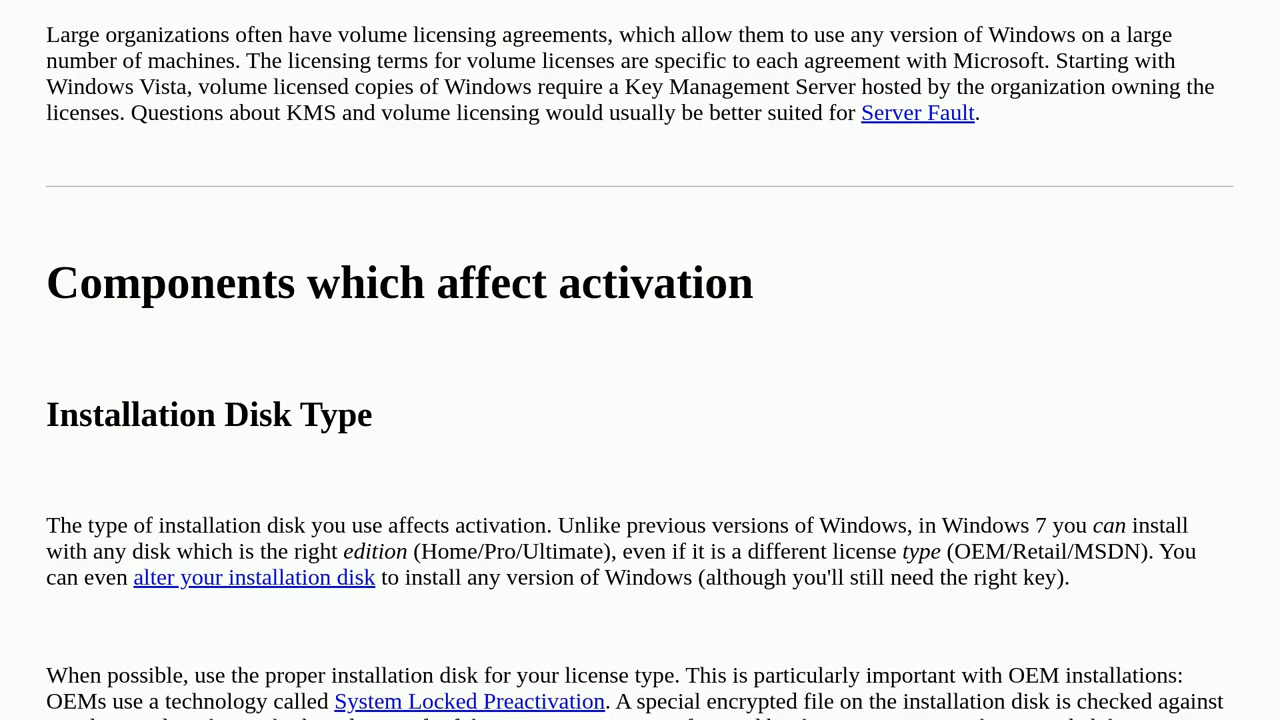 Large organizations often have volume licensing agreements, which allow them to use any version of Windows on a large
number of machines. The licensing terms for volume licenses are specific to each agreement with Microsoft. Starting with
Windows Vista, volume licensed copies of Windows require a Key Management Server hosted by the organization owning the
licenses. Questions about KMS and volume licensing would usually be better suited for Server Fault.
Components which affect activation
Installation Disk Type
The type of installation disk you use affects activation. Unlike previous versions of Windows, in Windows 7 you can install
with any disk which is the right edition (Home/Pro/Ultimate), even if it is a different license type (OEM/Retail/MSDN). You
can even alter your installation disk to install any version of Windows (although you'll still need the right key).
When possible, use the proper installation disk for your license type. This is particularly important with OEM installations:
OEMs use a technology called System Locked Preactivation. A special encrypted file on the installation disk is checked against